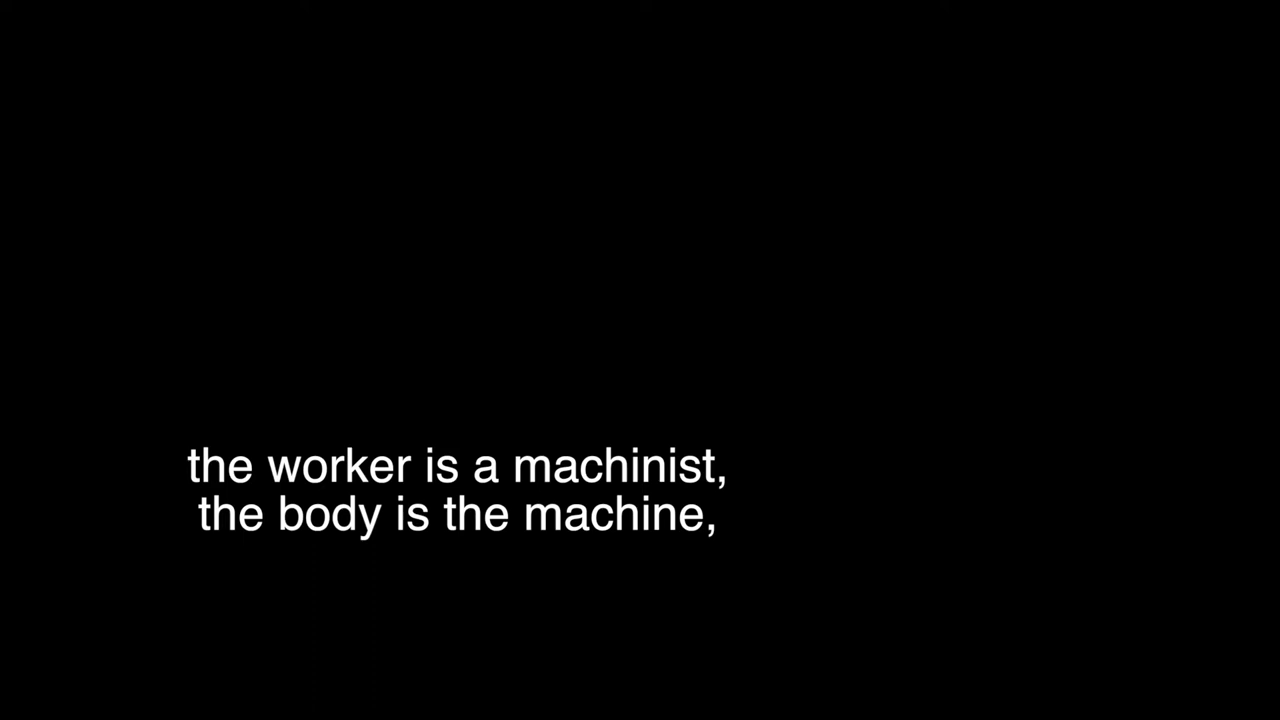 the worker is a machinist,
the body is the machine,